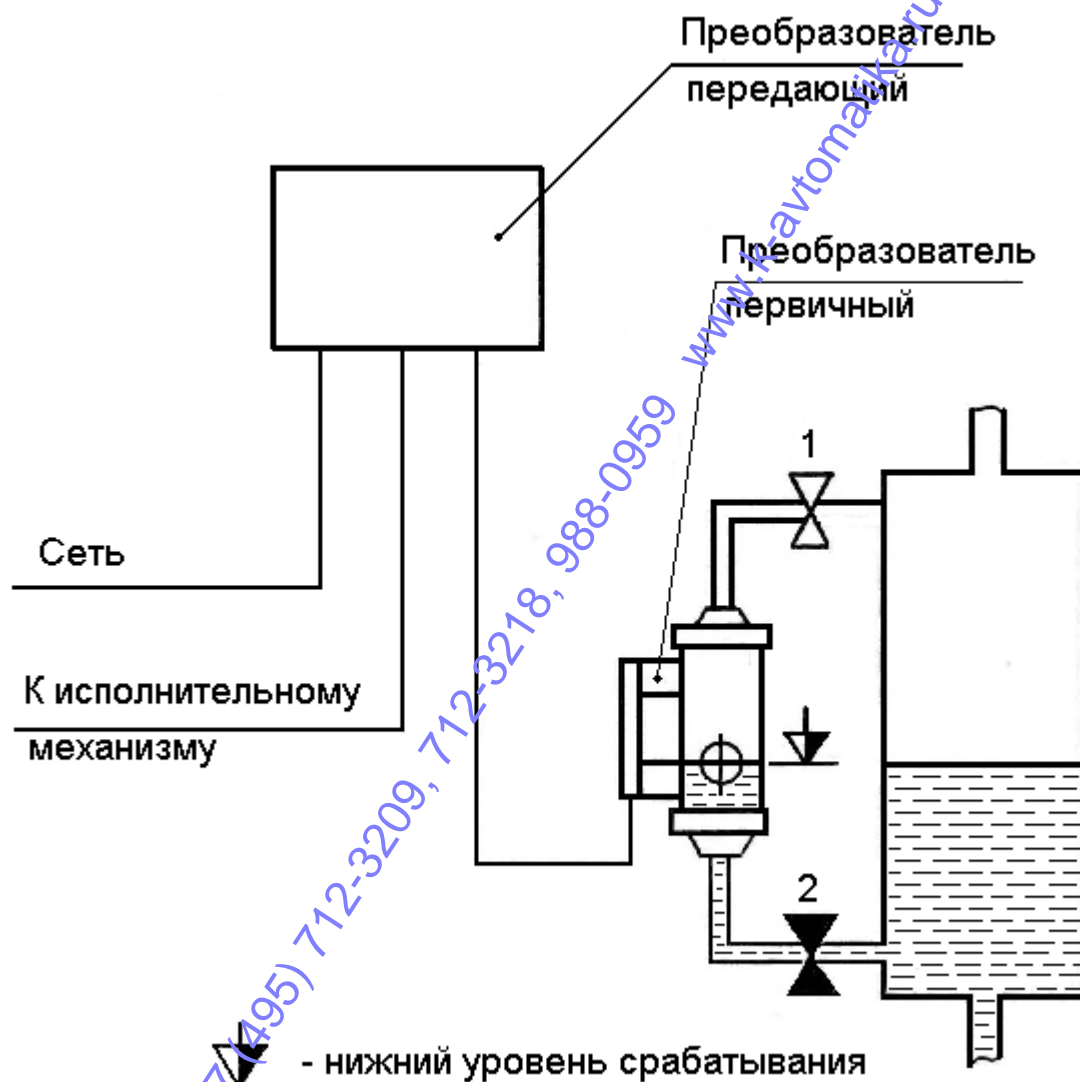 Преобразователь
передающий
Преобразователь
первичный
1
Сеть
К исполнительному
механизму
2
- нижний уровень срабатывания
(495) 712-3209, 712-3218, 988-0959 www.k-avtomatika.ru